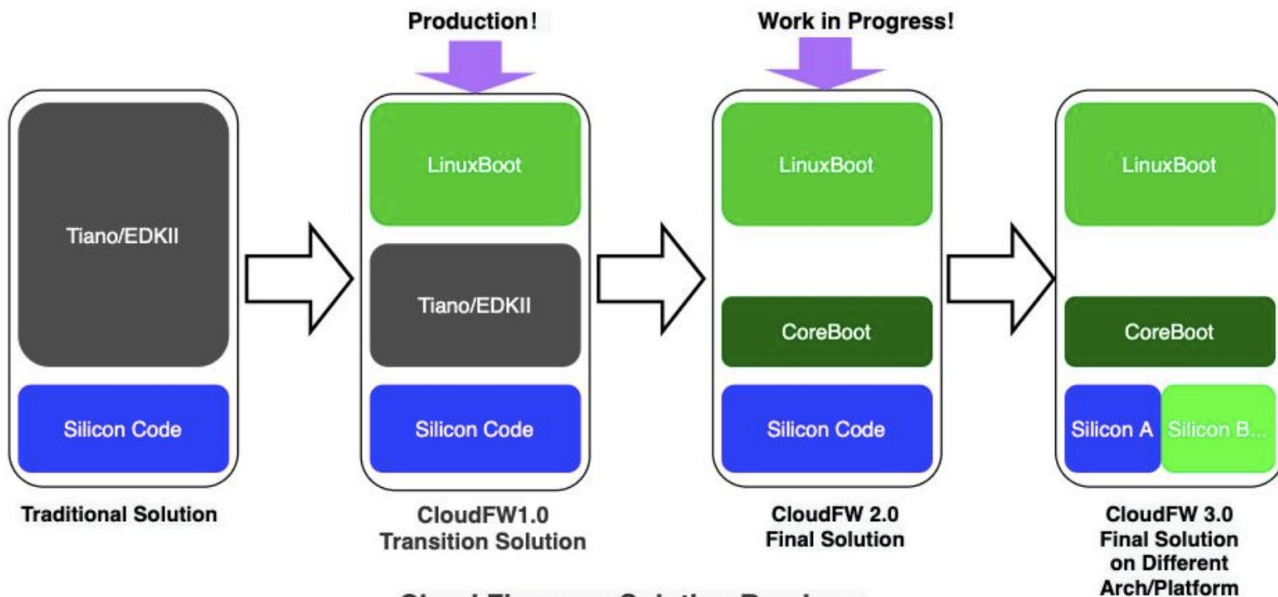 Production!
Work in Progress!
Tiano/EDKII
Silicon Code
Traditional Solution
LinuxBoot
Tiano/EDKII
Silicon Code
CloudFW1.0
Transition Solution
LinuxBoot
CoreBoot
Silicon Code
CloudFW 2.0
Final Solution
LinuxBoot
CoreBoot
Silicon A
Silicon B...
CloudFW 3.0
Final Solution
on Different
Arch/Platform